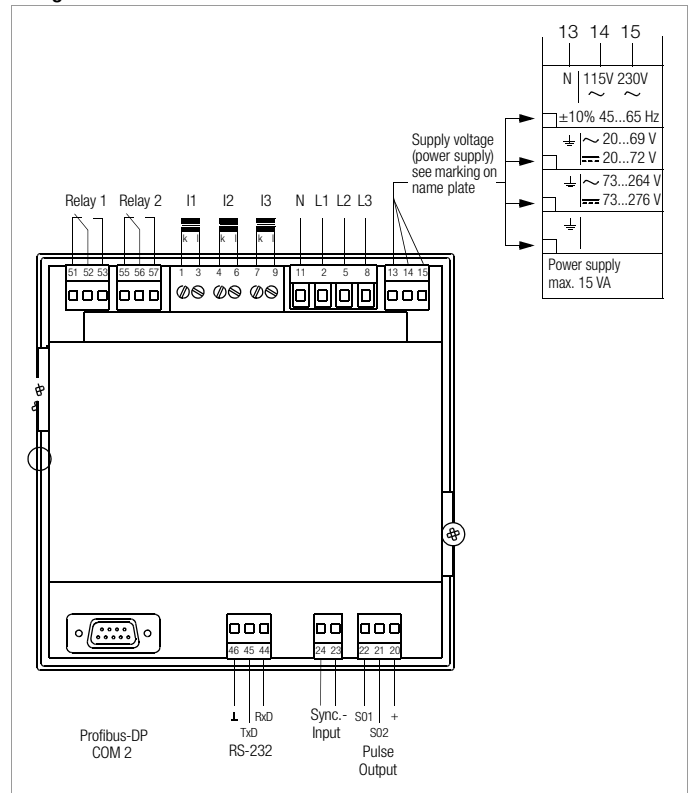 13 14 15
N 115V 230V
~ ~
±10% 45...65 Hz
~ 20...69 V
20...72 V
~ 73...264 V
73...276 V
Power supply
max. 15 VA
Supply voltage
(power supply)
see marking on
name plate
Relay 1 Relay 2 I1 I2 I3 N L1 L2 L3
k l k l k l
51 52 53 55 56 57 1 3 4 6 7 9 11 2 5 8 13 14 15
46 45 44 24 23 22 21 20
RxD Sync.- S01 +
TxD Input S02
Profibus-DP RS-232 Pulse
COM 2 Output